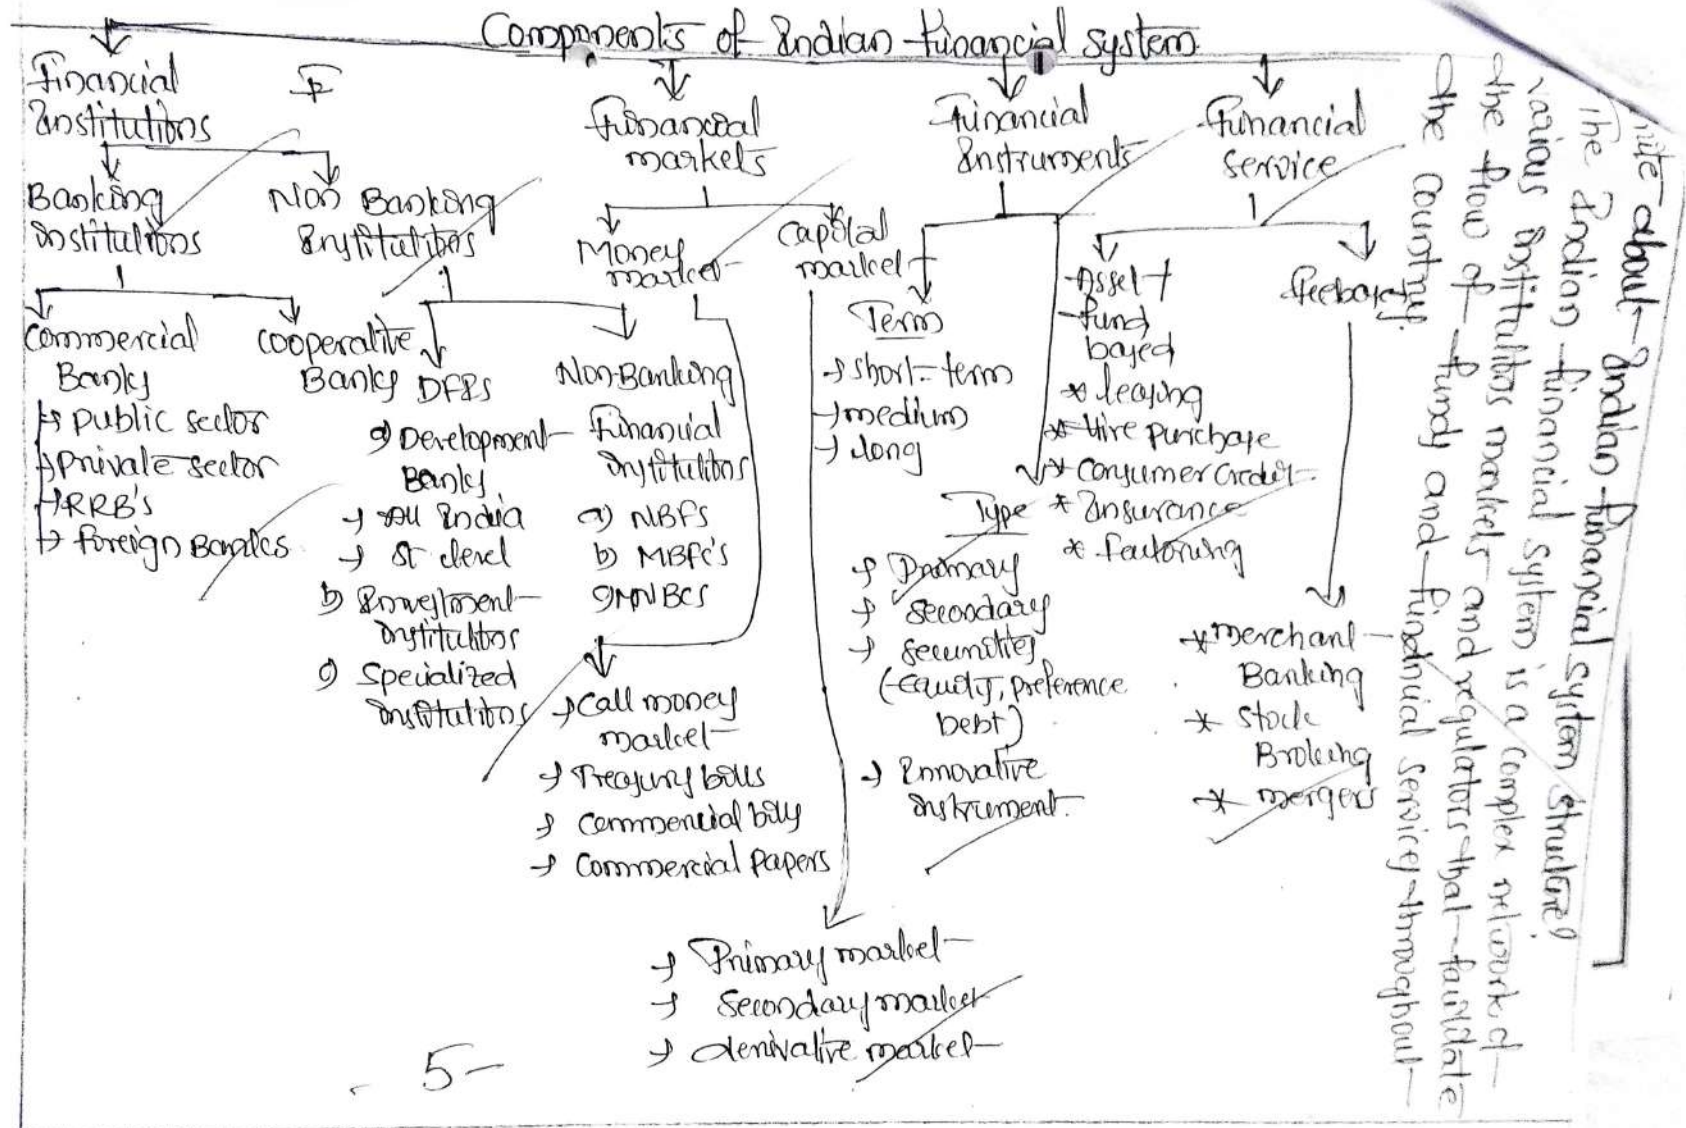 Components of Indian financial system
Financial
Institutions
F
Financial
markets
Financial
Instruments
Financial
service
Banking
Institutions
Non Banking
Institutions
Money
market
Capital
market
Commercial
Banks
→ public sector
→ private sector
→ RRB's
→ foreign Bankes
cooperative
Banks
DFIs
a) Development
Banks
→ All India
→ St level
b) Investment
institutions
c) Specialized
institutions
Non-Banking
Financial
institutions
a) NBFS
b) MBFC's
c) MNBCS
→ Call money
market
→ Treasury bills
→ Commercial bills
→ Commercial papers
→ Primary market
→ Secondary market
→ derivative market
Term
→ short-term
→ medium
→ long
Type
→ Primary
→ secondary
→ securities
(equity, preference
Debt)
→ Innovative
instrument.
Asset /
fund
based
* leasing
* Hire purchase
* Consumer credit
* Insurance
* factoring
feebased
* merchant
Banking
* Stock
Broking
* mergers
5
about Indian financial system structure
The Indian financial system is a complex network of
various institutions markets and regulators that facilitate
the flow of funds and financial services throughout
the country.